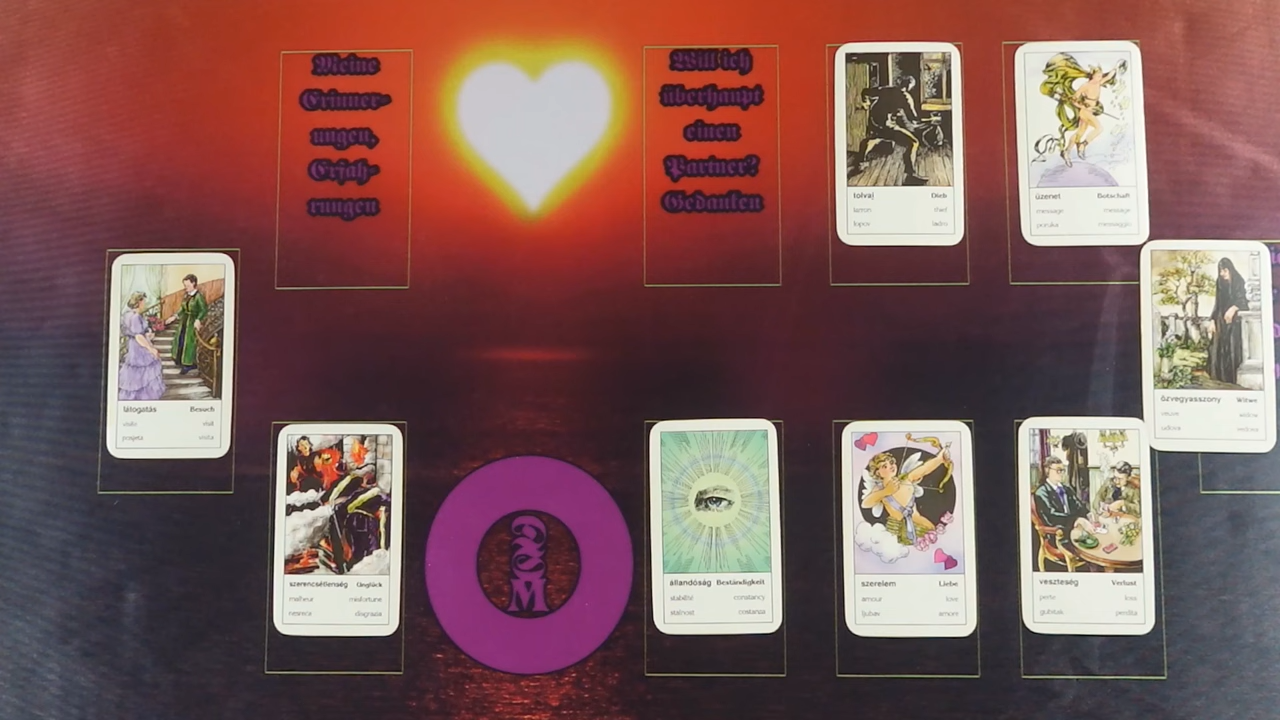 Meine
Erinner-
ungen,
Erfah-
rungen
Will ich
überhaupt
einen
Partner?
Gedanken
tolvaj Dieb
larron thief
lopov ladro
üzenet Botschaft
message message
poruka messaggio
látogatás Besuch
visite visit
posjeta visita
özvegyasszony Witwe
veuve widow
udova vedova
szerencsétlenség Unglück
malheur misfortune
nesreća disgrazia
állandóság Beständigkeit
stabilité constancy
stalnost costanza
szerelem Liebe
amour love
ljubav amore
veszteség Verlust
perte loss
gubitak perdita